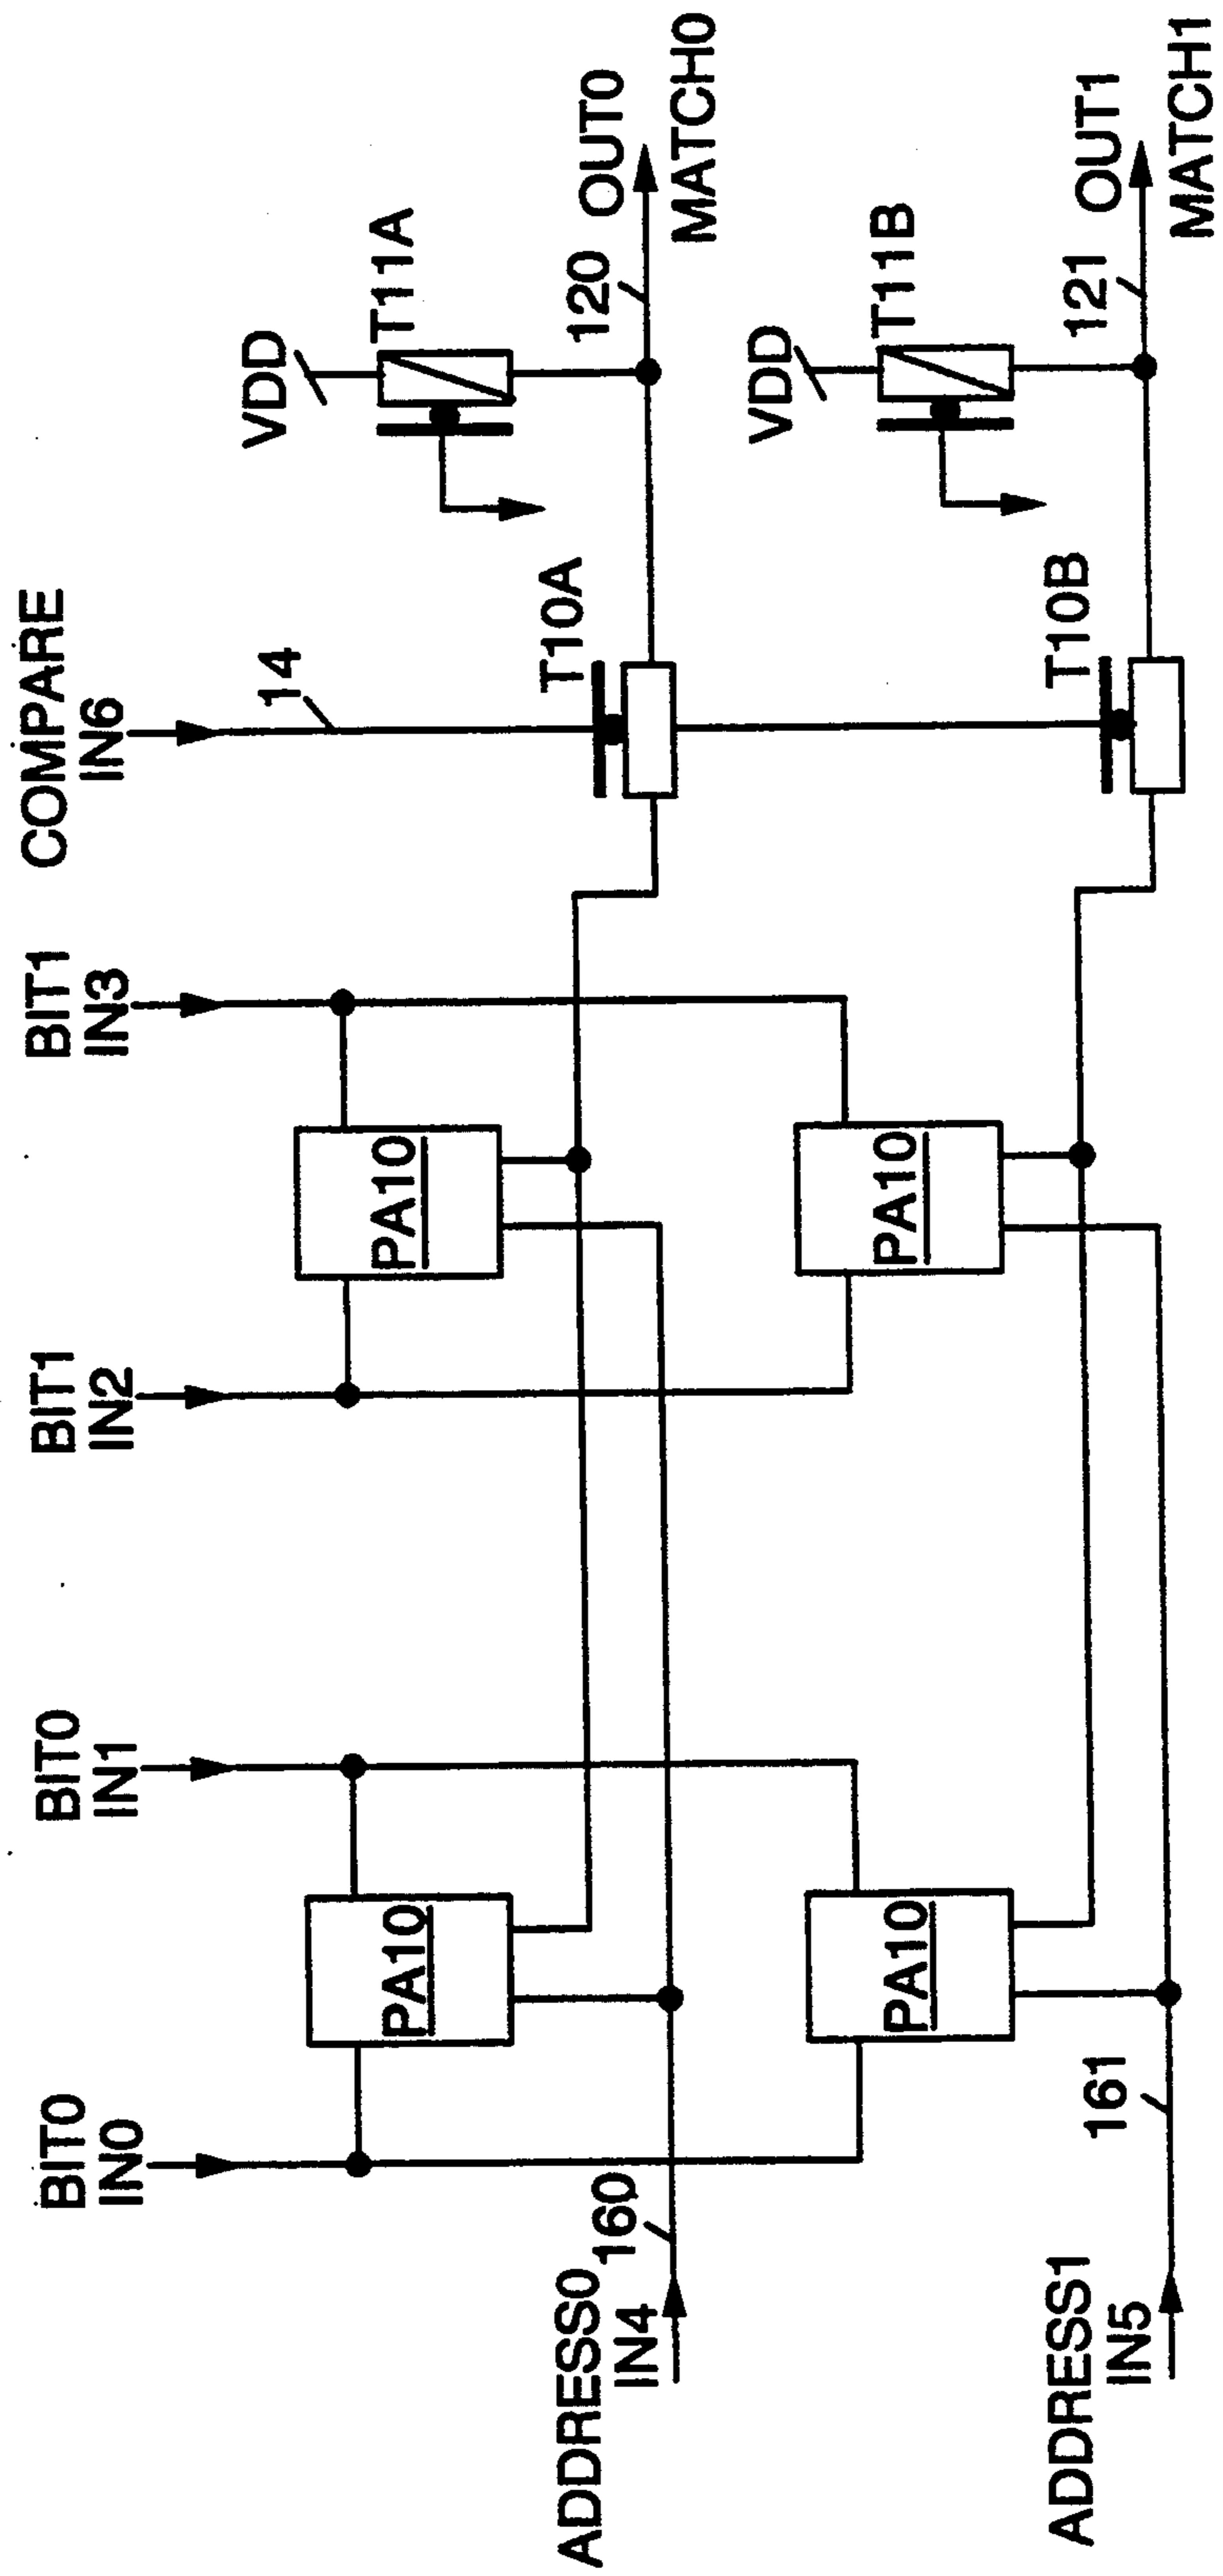 BIT0
IN0
BIT0
IN1
BIT1
IN2
BIT1
IN3
COMPARE
IN6
14
VDD
T111A
PA10
PA10
T10A
120
OUT0
MATCH0
ADDRESS0
IN4
160
VDD
T11B
PA10
PA10
T10B
121
OUT1
MATCH1
ADDRESS1
IN5
161